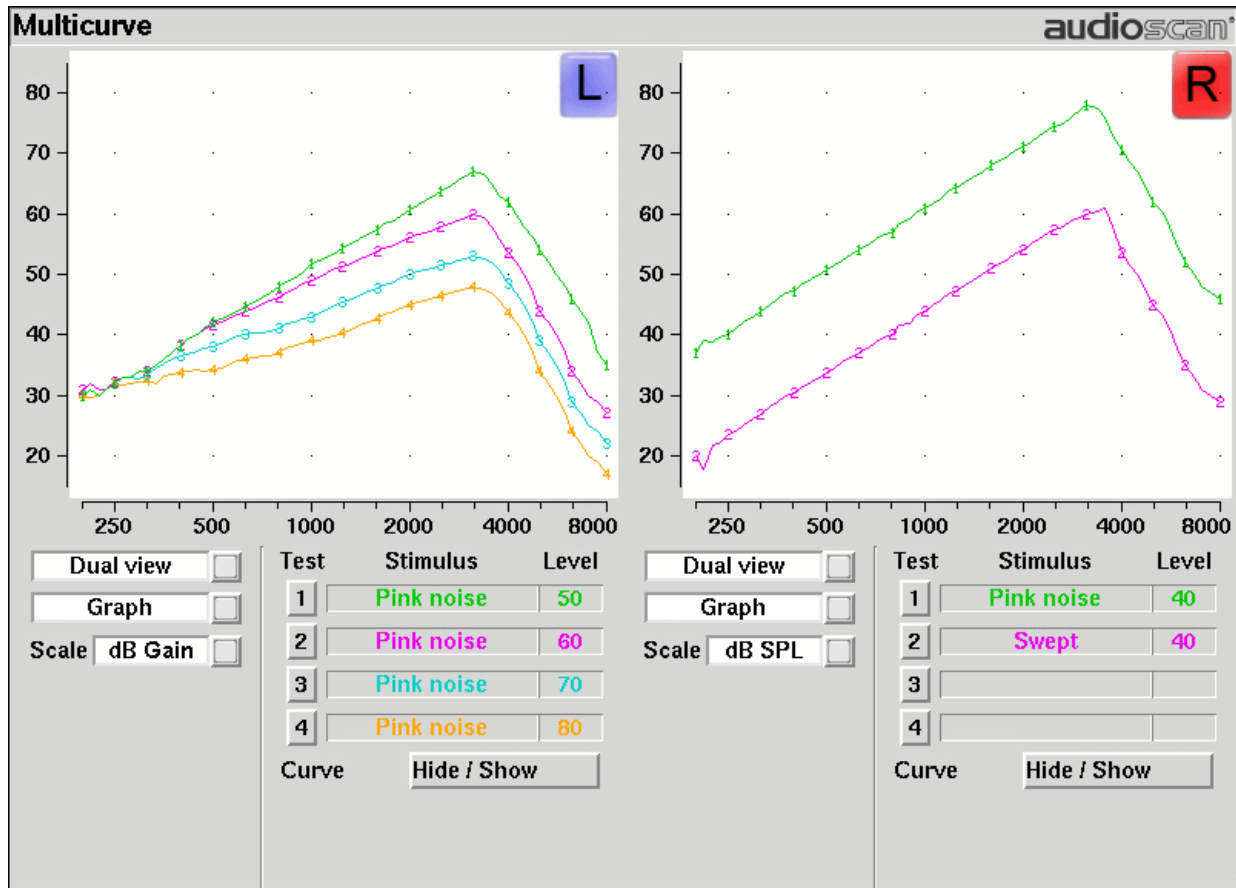 Multicurve
audioscan
L
R
80
70
60
50
40
30
20
250 500 1000 2000 4000 8000
80
70
60
50
40
30
20
250 500 1000 2000 4000 8000
Dual view
Graph
Scale dB Gain
Test Stimulus Level
1 Pink noise 50
2 Pink noise 60
3 Pink noise 70
4 Pink noise 80
Curve Hide / Show
Dual view
Graph
Scale dB SPL
Test Stimulus Level
1 Pink noise 40
2 Swept 40
3
4
Curve Hide / Show